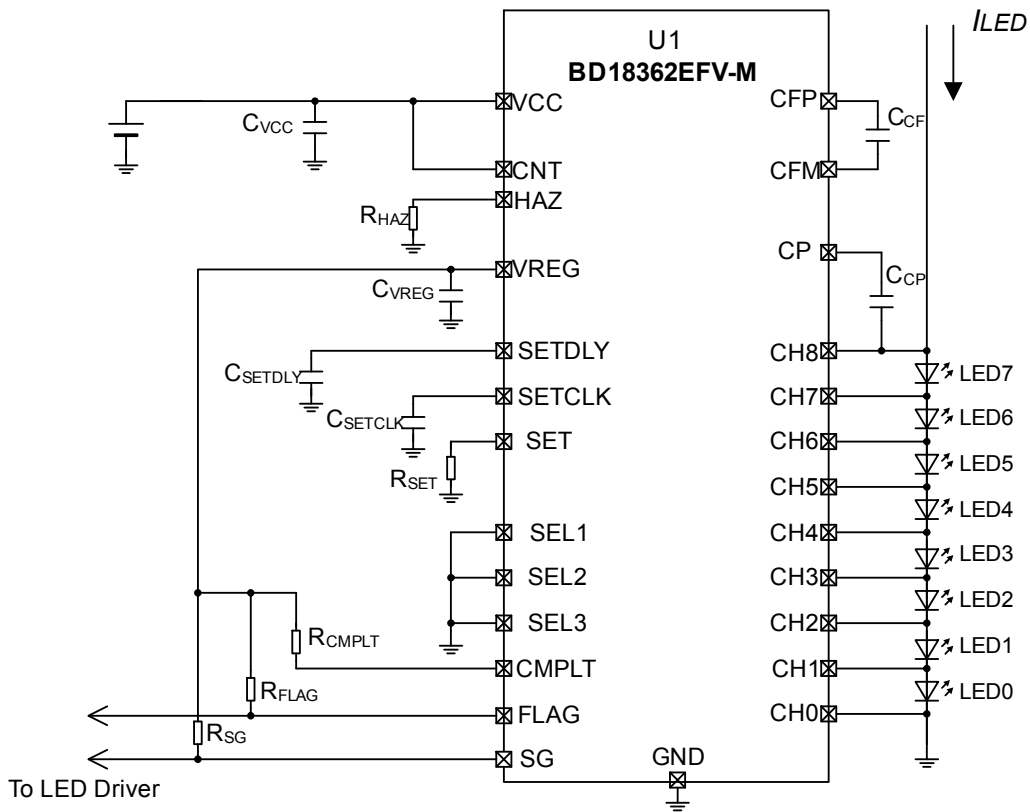 U1
BD18362EFV-M
ILED
VCC
CFP
CVCC
CCF
CNT
CFM
HAZ
RHAZ
CP
VREG
CVREG
CCP
SETDLY
CH8
CSETDLY
LED7
SETCLK
CH7
CSETCLK
LED6
SET
CH6
RSET
LED5
CH5
LED4
SEL1
CH4
LED3
SEL2
CH3
LED2
SEL3
CH2
RCMPLT
LED1
CMPLT
CH1
RFLAG
LED0
FLAG
CH0
RSG
SG
GND
To LED Driver